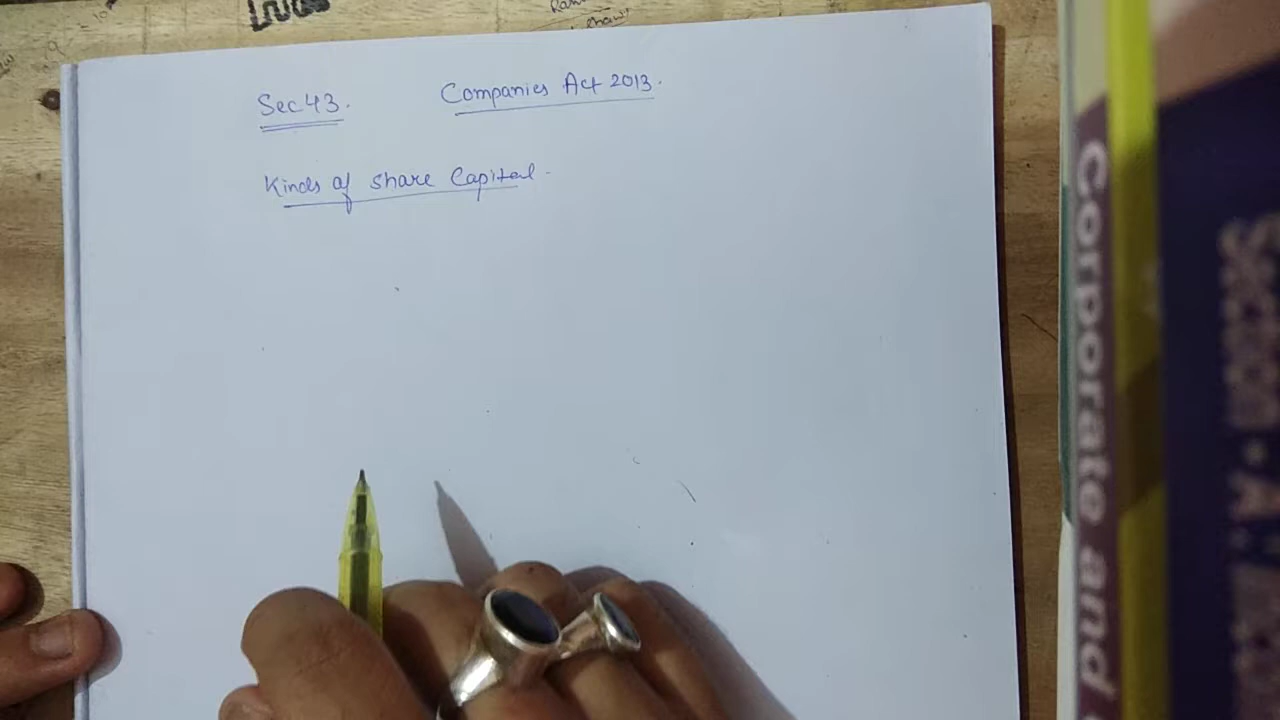 Sec 43. Companies Act 2013.
Kinds of Share Capital.
Corporate and